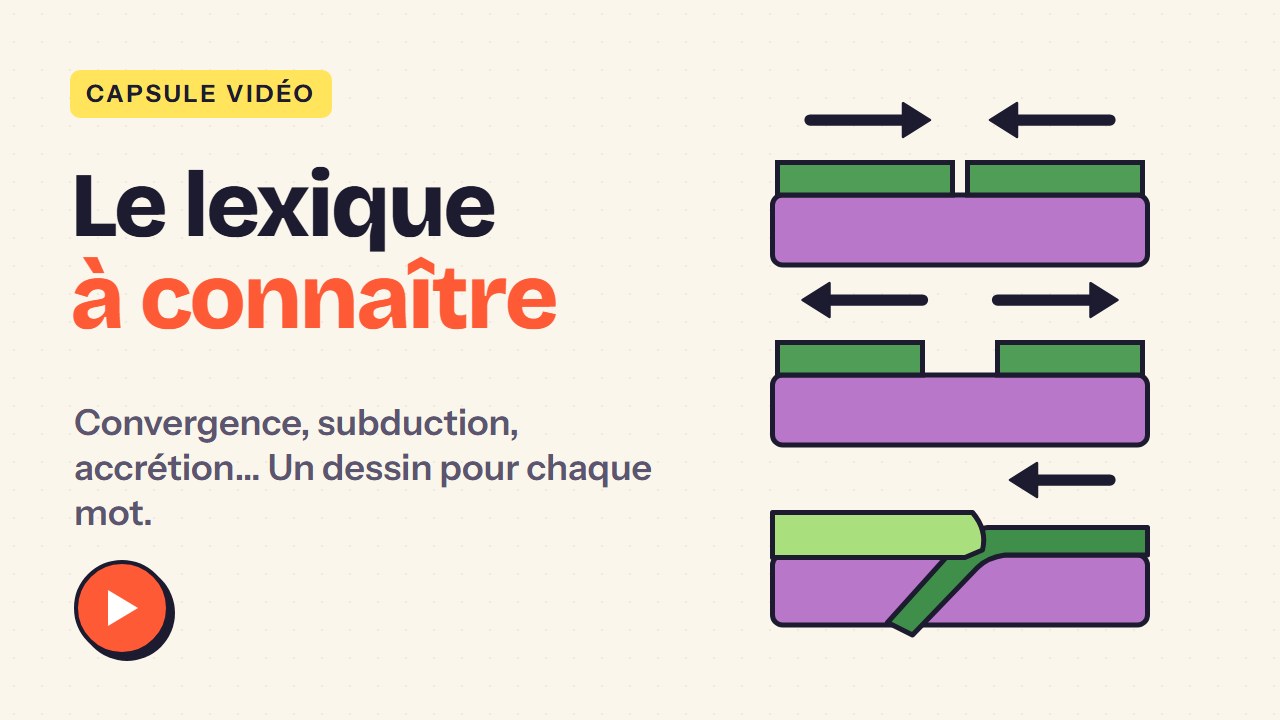 CAPSULE VIDÉO
Le lexique
à connaître
Convergence, subduction,
accrétion... Un dessin pour chaque
mot.